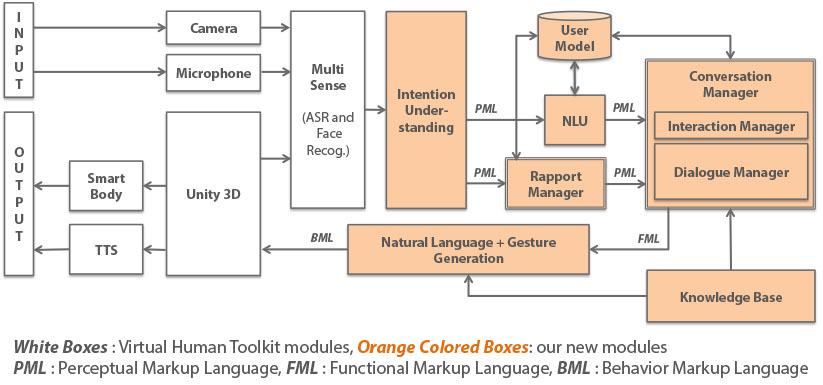 INPUT
Camera
Microphone
Multi
Sense
(ASR and
Face
Recog.)
Intention
Under-
standing
User
Model
PML
NLU
PML
Conversation
Manager
Interaction Manager
Dialogue Manager
PML
Rapport
Manager
PML
OUTPUT
Smart
Body
TTS
Unity 3D
BML
Natural Language + Gesture
Generation
FML
Knowledge Base
White Boxes : Virtual Human Toolkit modules, Orange Colored Boxes: our new modules
PML : Perceptual Markup Language, FML : Functional Markup Language, BML : Behavior Markup Language